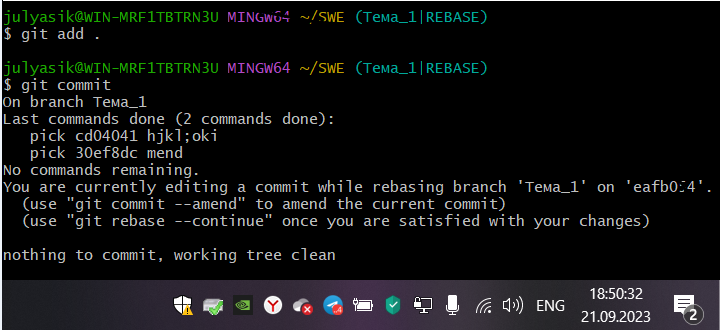 julyasik@WIN-MRF1TBTRN3U MINGW64 ~/SWE (Тема_1|REBASE)
$ git add .
julyasik@WIN-MRF1TBTRN3U MINGW64 ~/SWE (Тема_1|REBASE)
$ git commit
On branch Тема_1
Last commands done (2 commands done):
pick cd04041 hjkl;oki
pick 30ef8dc mend
No commands remaining.
You are currently editing a commit while rebasing branch 'Тема_1' on 'eafb0'.
(use "git commit --amend" to amend the current commit)
(use "git rebase --continue" once you are satisfied with your changes)
nothing to commit, working tree clean
ENG
18:50:32
21.09.2023
2